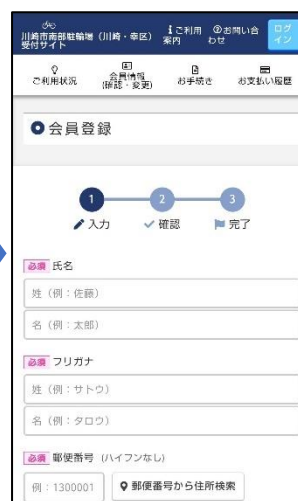 川崎市南部駐輪場（川崎・幸区）
受付サイト
ご利用
案内
お問い合
わせ
ログ
イン
ご利用状況
会員情報
(確認・変更)
お手続き
お支払い履歴
会員登録
1 2 3
入力 確認 完了
必須 氏名
姓（例：佐藤）
名（例：太郎）
必須 フリガナ
姓（例：サトウ）
名（例：タロウ）
必須 郵便番号 (ハイフンなし)
例：1300001 郵便番号から住所検索